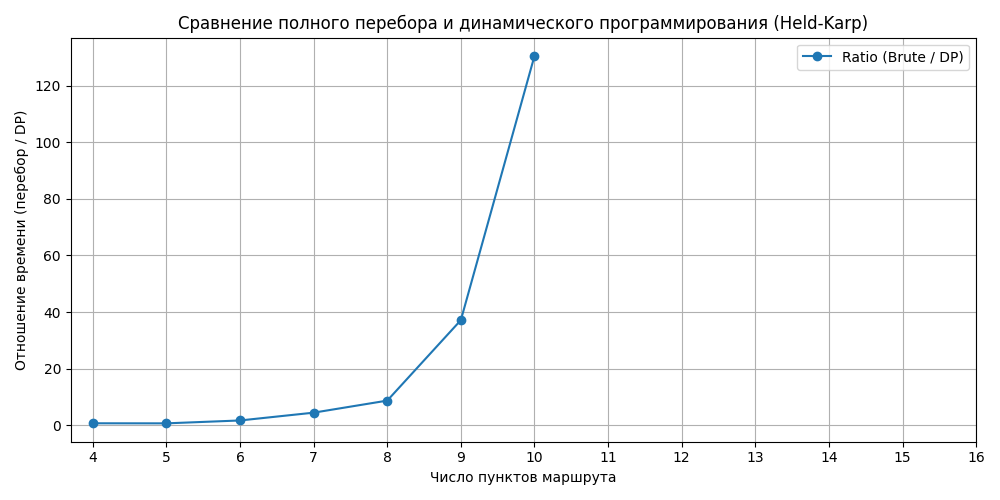 Сравнение полного перебора и динамического программирования (Held-Karp)
Ratio (Brute / DP)
Отношение времени (перебор / DP)
120
100
80
60
40
20
0
4 5 6 7 8 9 10 11 12 13 14 15 16
Число пунктов маршрута